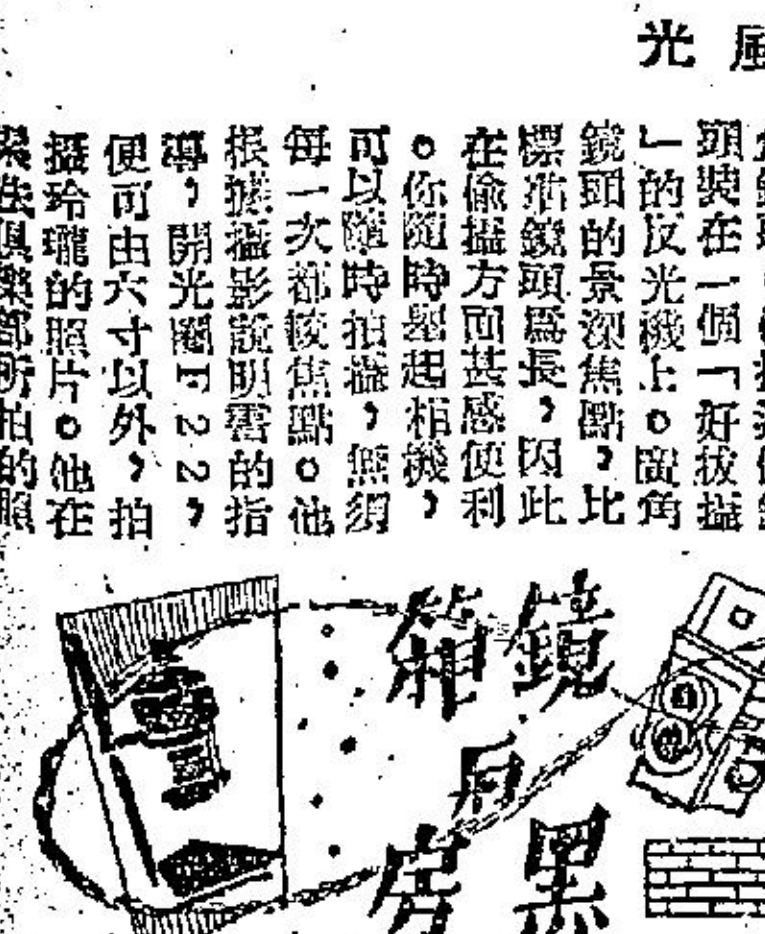 風光
頭裝在一個「好拔攝
」的反光機上。廣角
鏡頭的景深焦點，比
標準鏡頭爲長，因此
在偷攝方面甚感便利
。你隨時舉起相機，
可以隨時拍攝，無須
每一次都較焦點。他
根據攝影說明書的指
導，開光圈F22，
便可由六寸以外，拍
攝玲瓏的照片。他在
俱樂部所拍的照
鏡箱
黑房